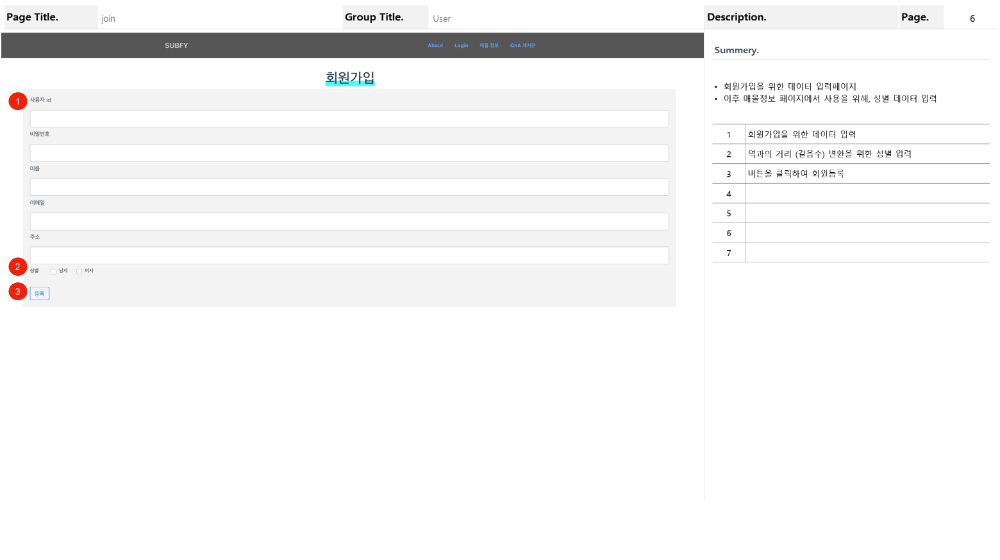 Page Title. join Group Title. User Description. Page. 6
SUBFY About Login 매물 정보 QnA 게시판
회원가입
1 사용자 id
비밀번호
이름
이메일
주소
2 성별 남자 여자
3 등록
Summery.
• 회원가입을 위한 데이터 입력페이지
• 이후 매물정보 페이지에서 사용을 위해, 성별 데이터 입력
1 회원가입을 위한 데이터 입력
2 역과의 거리 (걸음수) 변환을 위한 성별 입력
3 버튼을 클릭하여 회원등록
4
5
6
7